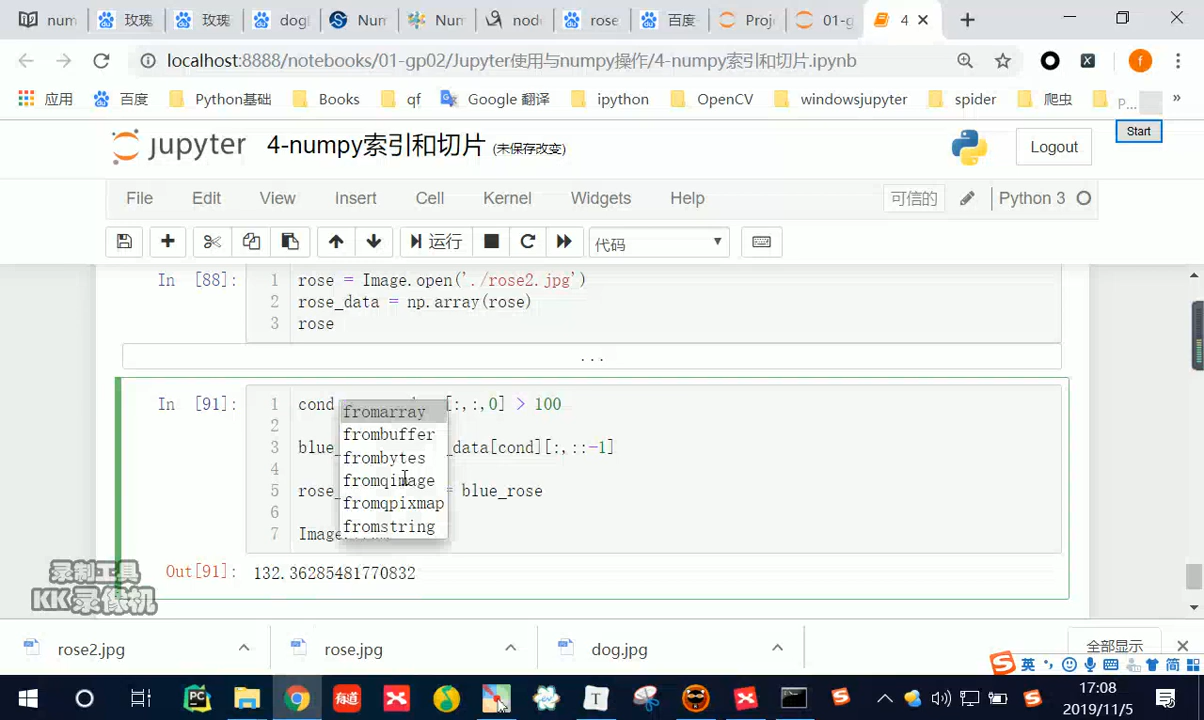 num
玫瑰
玫瑰
dog
Num
Num
node
rose
百度
Proj
01-g
4
localhost:8888/notebooks/01-gp02/Jupyter使用与numpy操作/4-numpy索引和切片.ipynb
f
应用
百度
Python基础
Books
qf
Google 翻译
ipython
OpenCV
windowsjupyter
spider
爬虫
P...
»
Start
jupyter
4-numpy索引和切片 (未保存改变)
Logout
File
Edit
View
Insert
Cell
Kernel
Widgets
Help
可信的
Python 3
运行
代码
In [88]:
1 rose = Image.open('./rose2.jpg')
2 rose_data = np.array(rose)
3 rose
...
In [91]:
1 cond [:,:,0] > 100
2
3 blue_ _data[cond][:,::-1]
4
5 rose_ = blue_rose
6
7 Image
fromarray
frombuffer
frombytes
fromqimage
fromqpixmap
fromstring
Out[91]: 132.36285481770832
录制工具
KK录像机
rose2.jpg
rose.jpg
dog.jpg
全部显示
英
简
PC
有道
T
17:08
2019/11/5